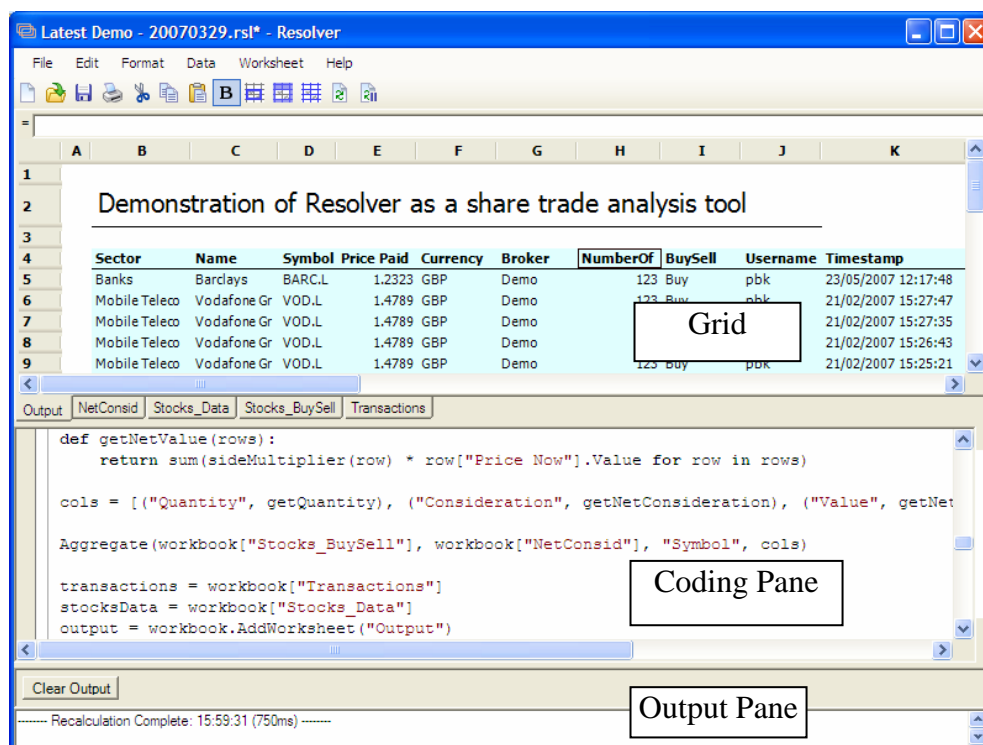 Latest Demo - 20070329.rsl* - Resolver
File Edit Format Data Worksheet Help
B
=
A B C D E F G H I J K
1
2 Demonstration of Resolver as a share trade analysis tool
3
4 Sector Name Symbol Price Paid Currency Broker NumberOf BuySell Username Timestamp
5 Banks Barclays BARC.L 1.2323 GBP Demo 123 Buy pbk 23/05/2007 12:17:48
6 Mobile Teleco Vodafone Gr VOD.L 1.4789 GBP Demo 123 Buy pbk 21/02/2007 15:27:47
7 Mobile Teleco Vodafone Gr VOD.L 1.4789 GBP Demo 21/02/2007 15:27:35
Grid
8 Mobile Teleco Vodafone Gr VOD.L 1.4789 GBP Demo 21/02/2007 15:26:43
9 Mobile Teleco Vodafone Gr VOD.L 1.4789 GBP Demo 123 Buy pbk 21/02/2007 15:25:21
Output NetConsid Stocks_Data Stocks_BuySell Transactions
def getNetValue(rows):
return sum(sideMultiplier(row) * row["Price Now"].Value for row in rows)
cols = [("Quantity", getQuantity), ("Consideration", getNetConsideration), ("Value", getNet
Aggregate(workbook["Stocks_BuySell"], workbook["NetConsid"], "Symbol", cols)
transactions = workbook["Transactions"]
stocksData = workbook["Stocks_Data"]
output = workbook.AddWorksheet("Output")
Coding Pane
Clear Output
Output Pane
-------- Recalculation Complete: 15:59:31 (750ms) --------